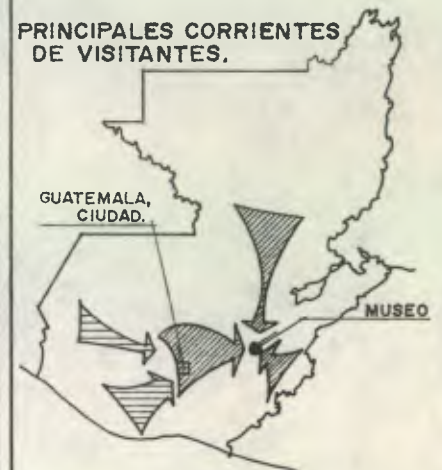 PRINCIPALES CORRIENTES
DE VISITANTES.
GUATEMALA,
CIUDAD.
MUSEO